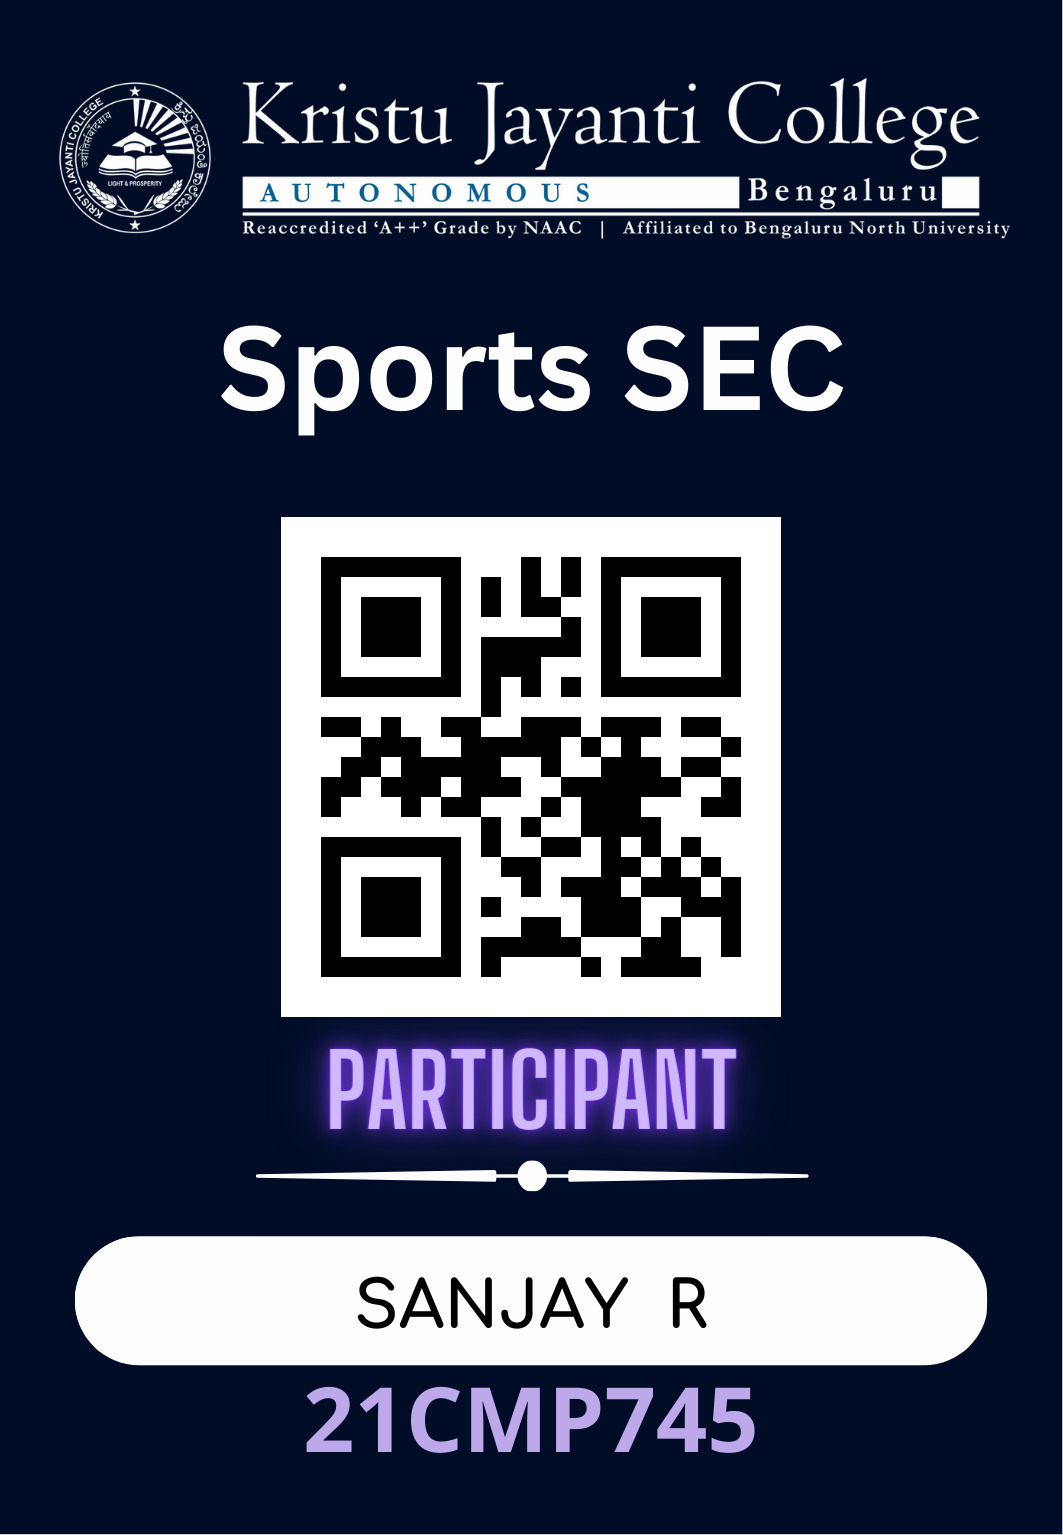 Kristu Jayanti College
AUTONOMOUS Bengaluru
Reaccredited ‘A++’ Grade by NAAC | Affiliated to Bengaluru North University
KRISTU JAYANTI COLLEGE
LIGHT & PROSPERITY
Sports SEC
PARTICIPANT
SANJAY R
21CMP745